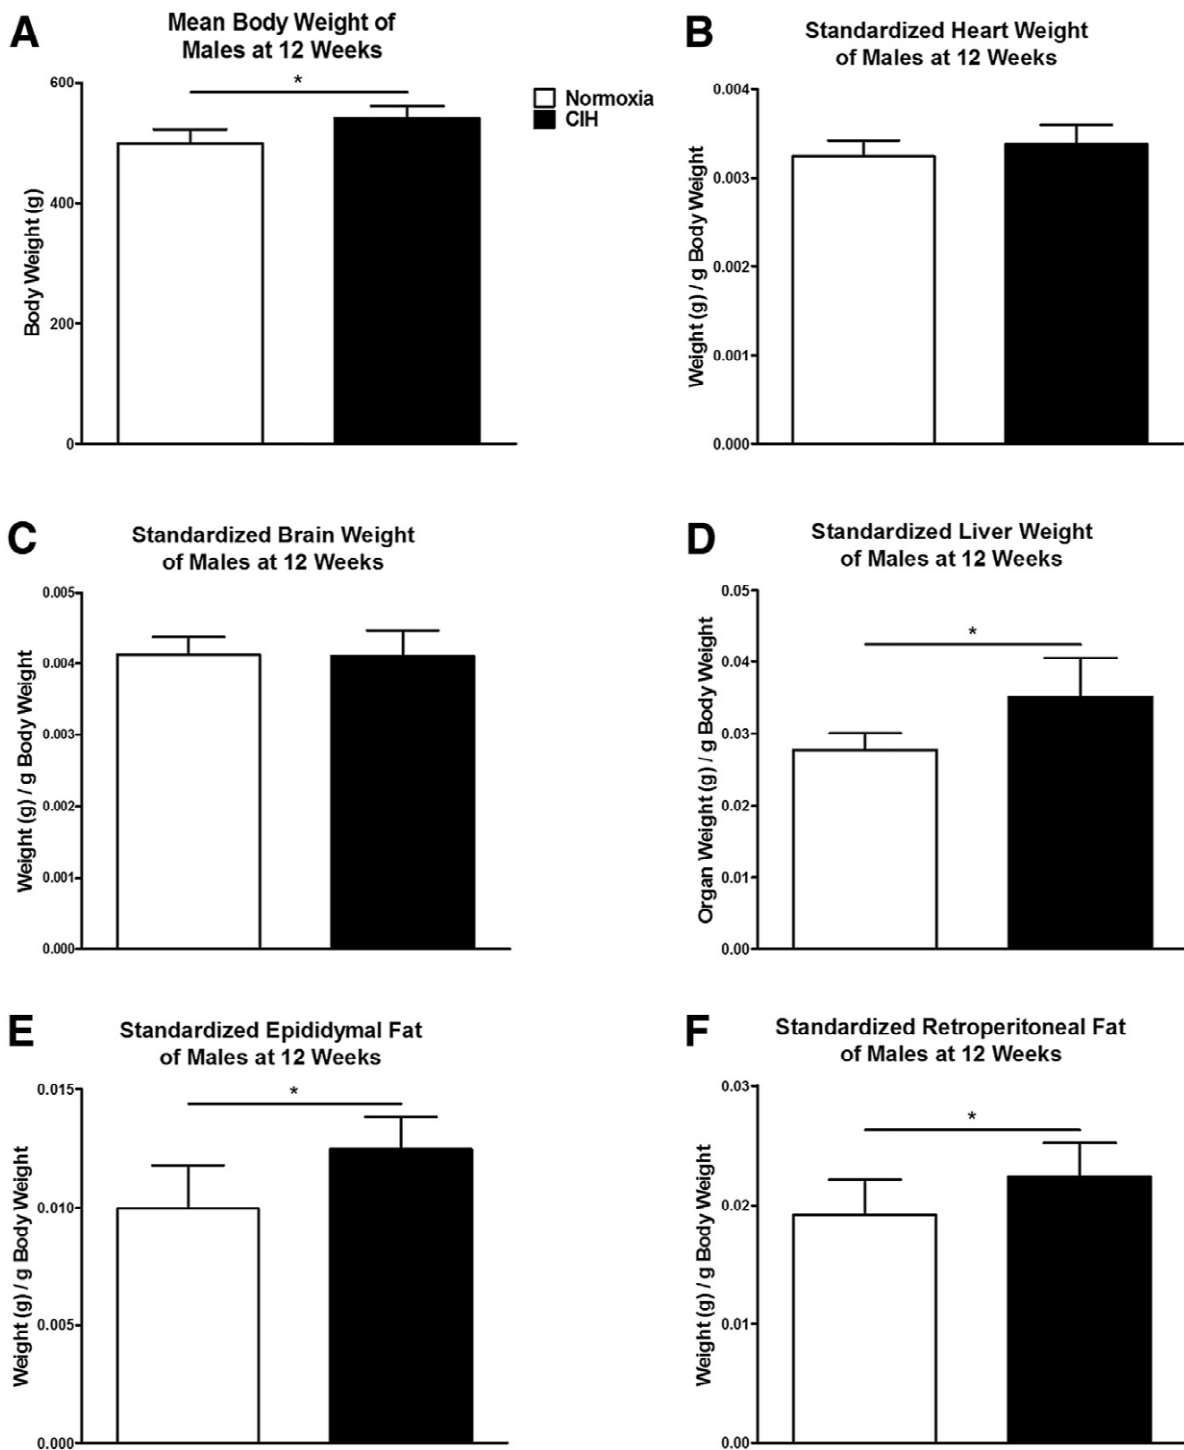 A
Mean Body Weight of
Males at 12 Weeks
Body Weight (g)
600
400
200
0
*
Normoxia
CIH
B
Standardized Heart Weight
of Males at 12 Weeks
Weight (g) / g Body Weight
0.004
0.003
0.002
0.001
0.000
C
Standardized Brain Weight
of Males at 12 Weeks
Weight (g) / g Body Weight
0.005
0.004
0.003
0.002
0.001
0.000
D
Standardized Liver Weight
of Males at 12 Weeks
Organ Weight (g) / g Body Weight
0.05
0.04
0.03
0.02
0.01
0.00
*
E
Standardized Epididymal Fat
of Males at 12 Weeks
Weight (g) / g Body Weight
0.015
0.010
0.005
0.000
*
F
Standardized Retroperitoneal Fat
of Males at 12 Weeks
Weight (g) / g Body Weight
0.03
0.02
0.01
0.00
*